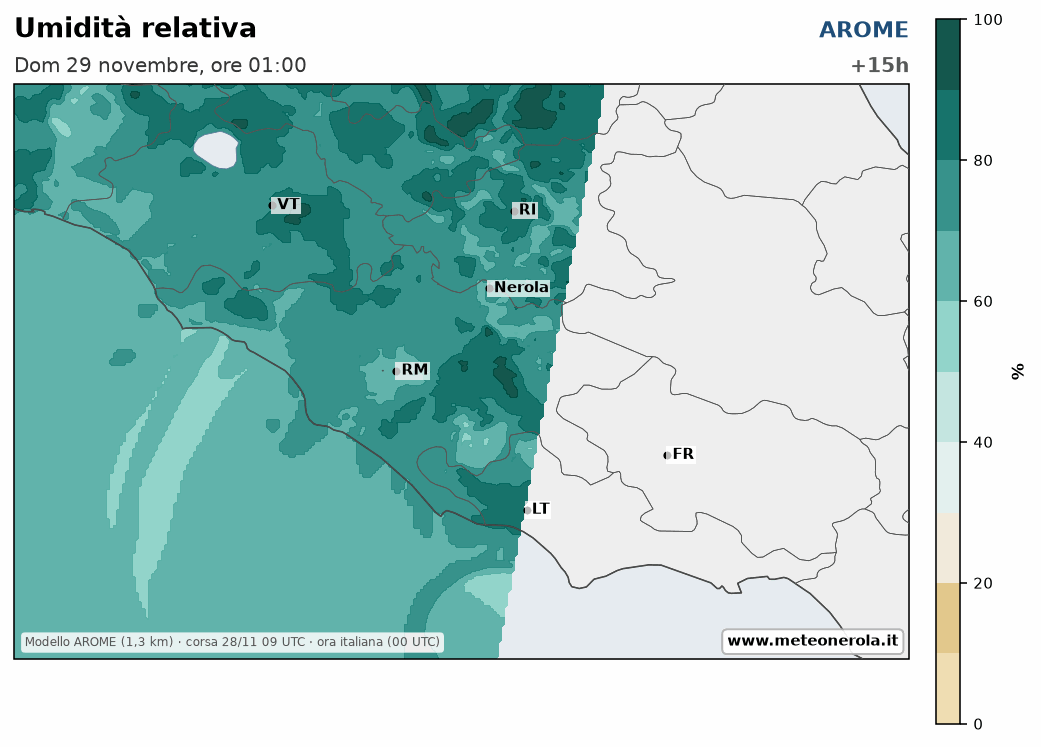 Umidità relativa
AROME
Dom 29 novembre, ore 01:00
+15h
100
80
60
40
20
0
%
VT
RI
Nerola
RM
FR
LT
Modello AROME (1,3 km) · corsa 28/11 09 UTC · ora italiana (00 UTC)
www.meteonerola.it